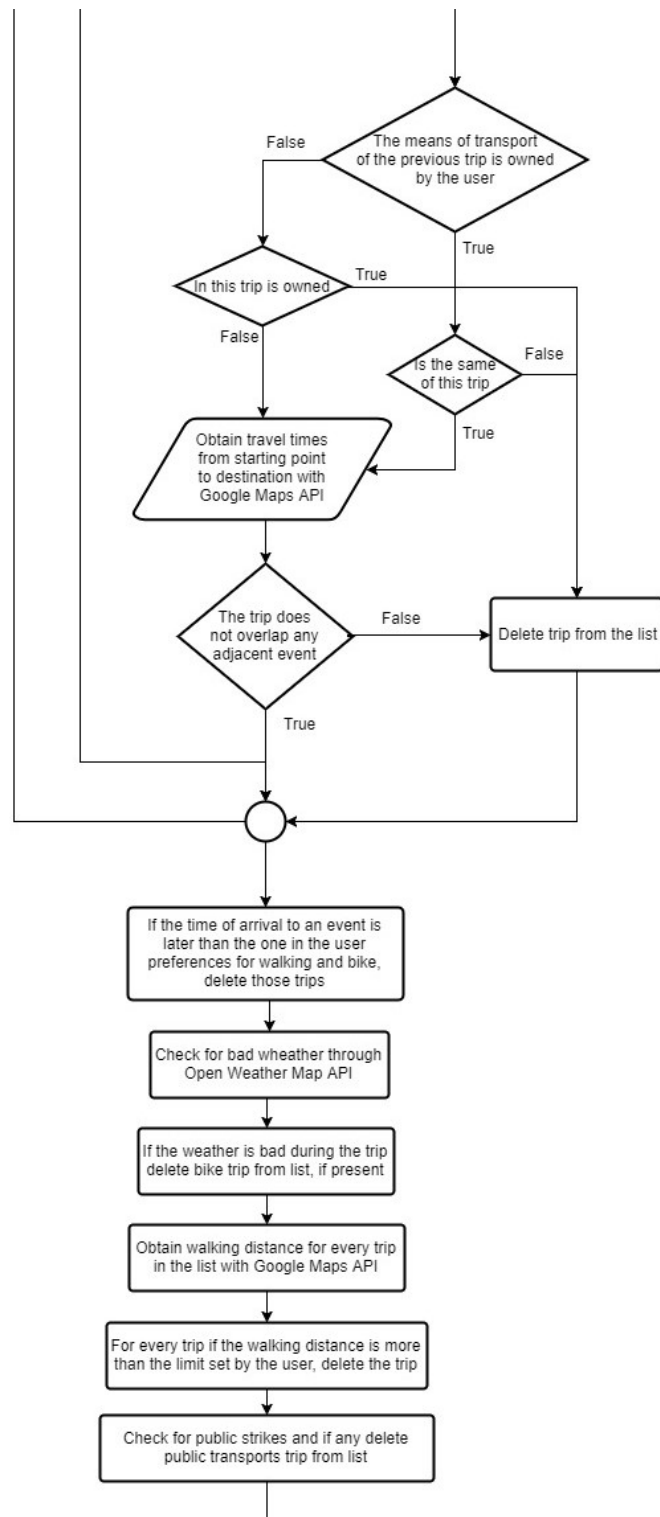 The means of transport
of the previous trip is owned
by the user
False
True
In this trip is owned
True
False
Is the same
of this trip
False
True
Obtain travel times
from starting point
to destination with
Google Maps API
The trip does
not overlap any
adjacent event
False
Delete trip from the list
True
If the time of arrival to an event is
later than the one in the user
preferences for walking and bike,
delete those trips
Check for bad wheather through
Open Weather Map API
If the weather is bad during the trip
delete bike trip from list, if present
Obtain walking distance for every trip
in the list with Google Maps API
For every trip if the walking distance is more
than the limit set by the user, delete the trip
Check for public strikes and if any delete
public transports trip from list